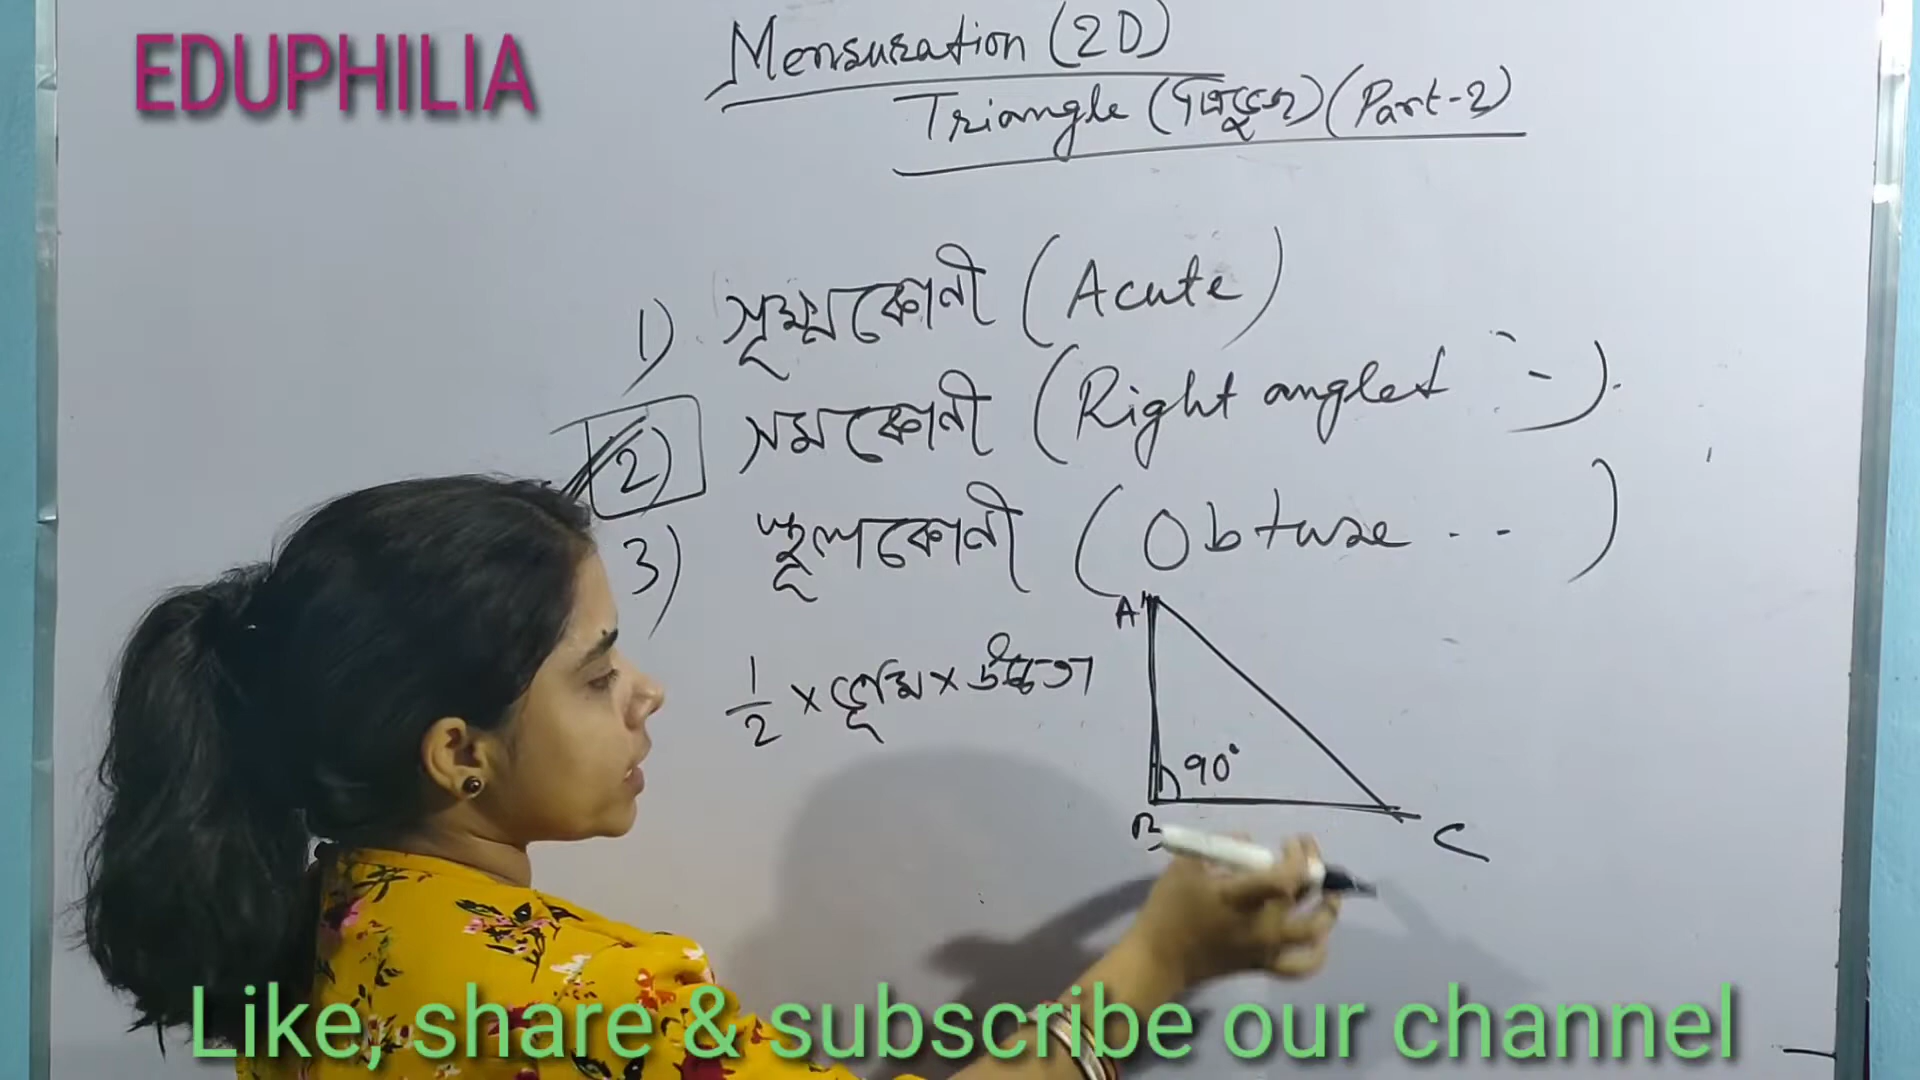 EDUPHILIA
Mensuration (2D)
Triangle (ত্রিভুজ) (Part-2)
1) সূক্ষ্মকোনী (Acute)
2) সমকোনী (Right angled :-).
3) স্থূলকোনী (Obtuse .. )
A
1/2 × ভূমি × উচ্চতা
90°
B
C
Like, share & subscribe our channel